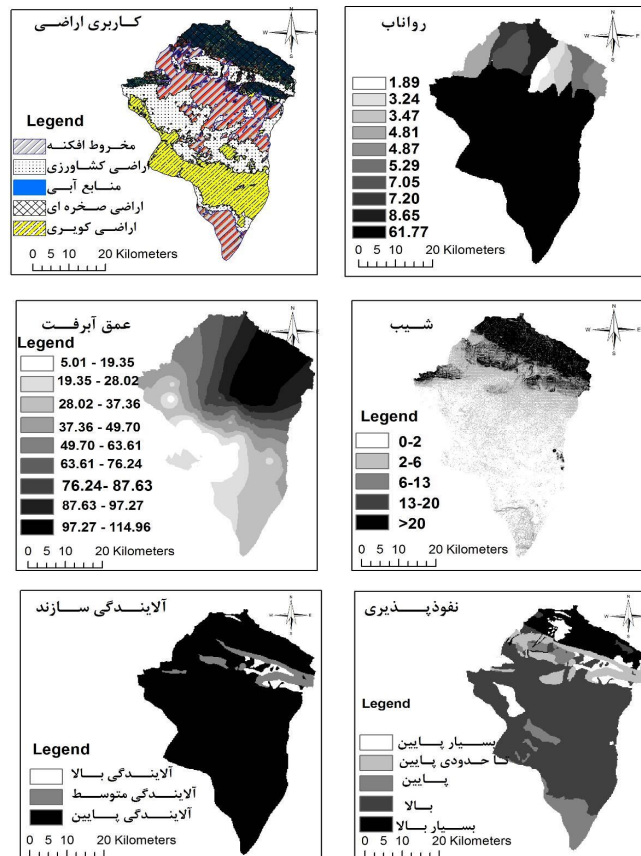 کاربری اراضی
N
W
E
S
Legend
مخروط افکنه
اراضی کشاورزی
منابع آبی
اراضی صخره ای
اراضی کویری
0 5 10 20 Kilometers
رواناب
N
W
E
S
1.89
3.24
3.47
4.81
4.87
5.29
7.05
7.20
8.65
61.77
0 5 10 20 Kilometers
عمق آبرفت
N
W
E
S
Legend
5.01 - 19.35
19.35 - 28.02
28.02 - 37.36
37.36 - 49.70
49.70 - 63.61
63.61 - 76.24
76.24- 87.63
87.63 - 97.27
97.27 - 114.96
0 5 10 20 Kilometers
شیب
N
W
E
S
Legend
0-2
2-6
6-13
13-20
>20
0 5 10 20 Kilometers
آلایندگی سازند
Legend
آلایندگی بالا
آلایندگی متوسط
آلایندگی پایین
0 5 10 20 Kilometers
نفوذپذیری
Legend
بسیار پایین
تا حدودی پایین
پایین
بالا
بسیار بالا
0 5 10 20 Kilometers